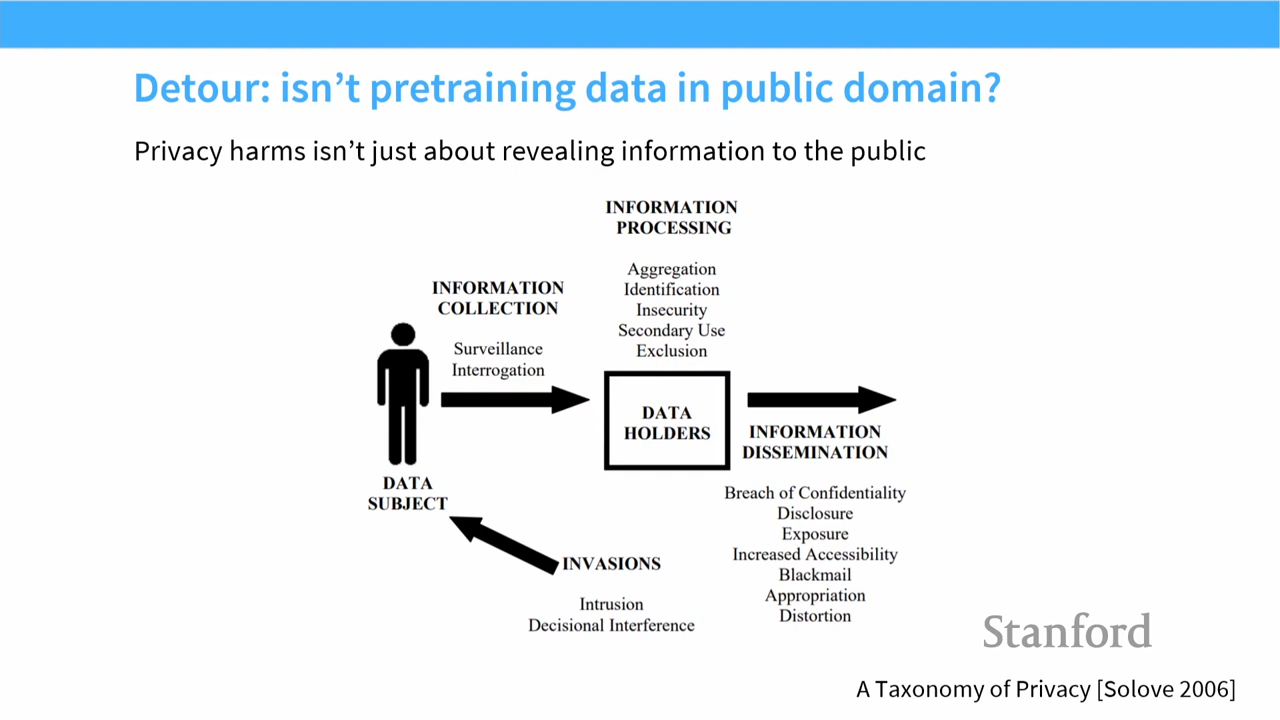 Detour: isn’t pretraining data in public domain?
Privacy harms isn’t just about revealing information to the public
INFORMATION
PROCESSING
Aggregation
Identification
Insecurity
Secondary Use
Exclusion
INFORMATION
COLLECTION
Surveillance
Interrogation
DATA
HOLDERS
INFORMATION
DISSEMINATION
Breach of Confidentiality
Disclosure
Exposure
Increased Accessibility
Blackmail
Appropriation
Distortion
DATA
SUBJECT
INVASIONS
Intrusion
Decisional Interference
Stanford
A Taxonomy of Privacy [Solove 2006]